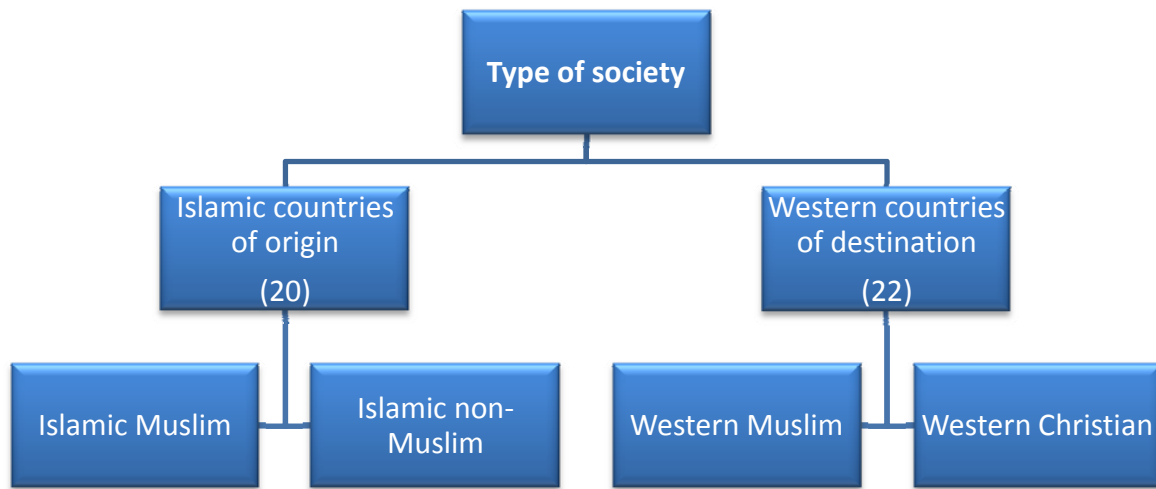 Type of society
Islamic countries
of origin
(20)
Western countries
of destination
(22)
Islamic Muslim
Islamic non-
Muslim
Western Muslim
Western Christian